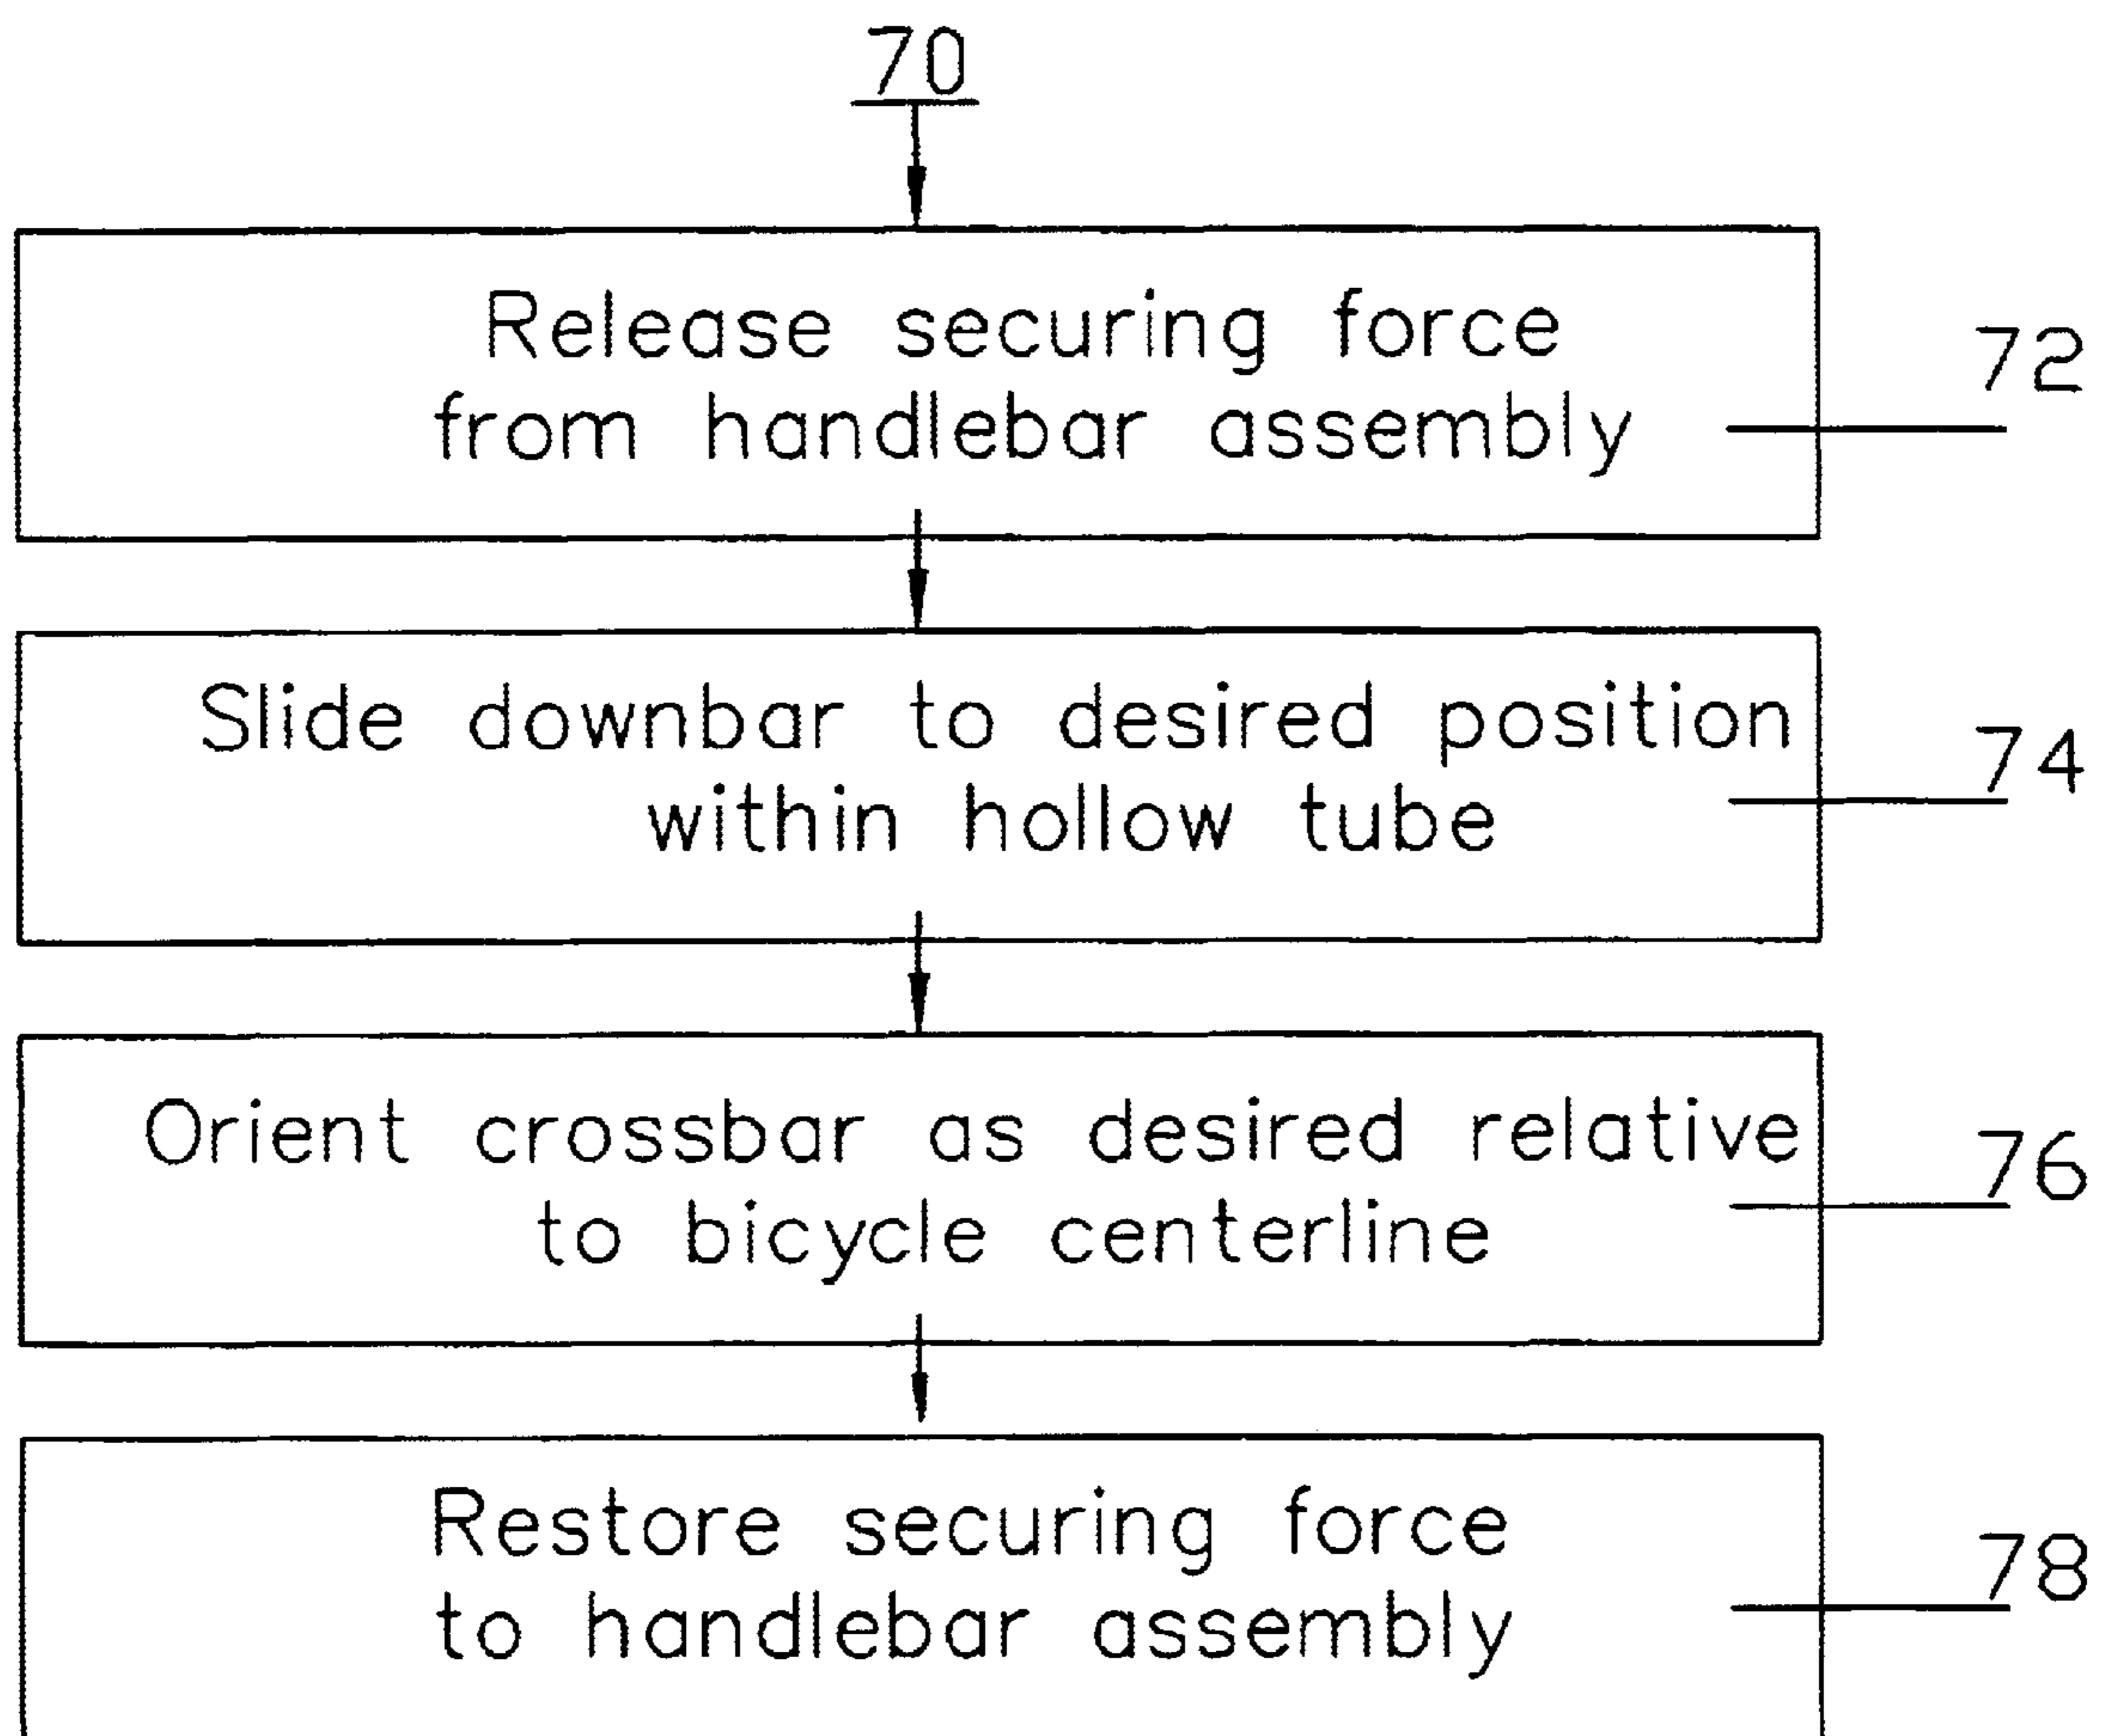 70
Release securing force
from handlebar assembly
72
Slide downbar to desired position
within hollow tube
74
Orient crossbar as desired relative
to bicycle centerline
76
Restore securing force
to handlebar assembly
78